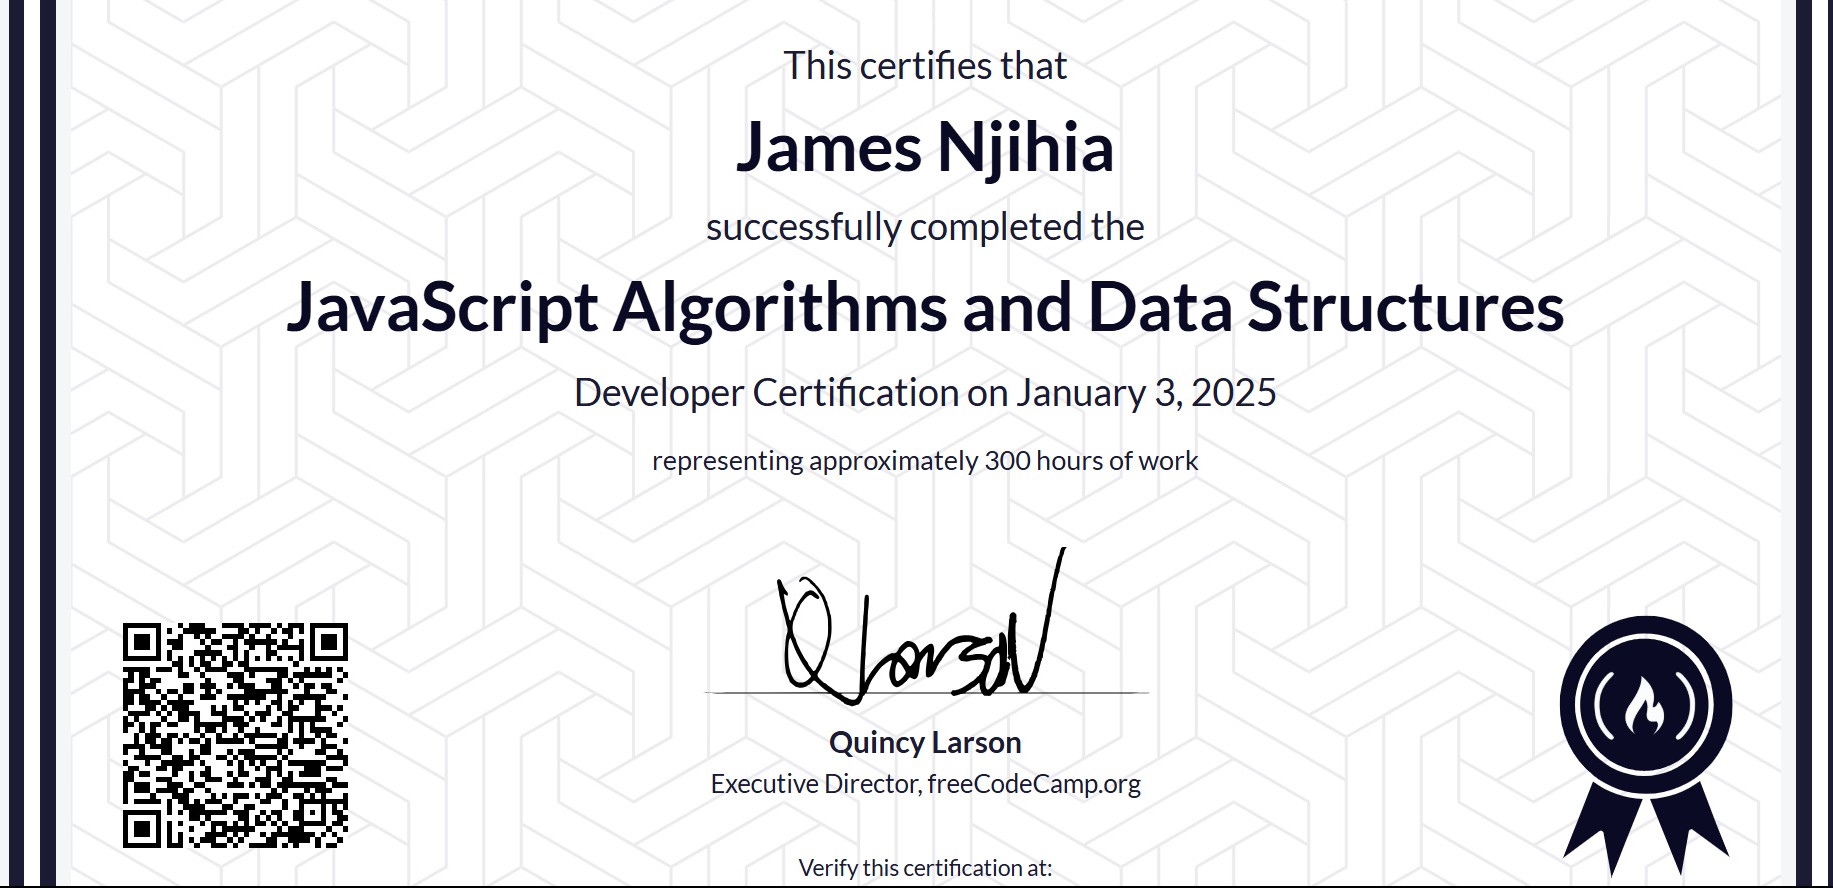 This certifies that
James Njihia
successfully completed the
JavaScript Algorithms and Data Structures
Developer Certification on January 3, 2025
representing approximately 300 hours of work
Quincy Larson
Executive Director, freeCodeCamp.org
Verify this certification at: